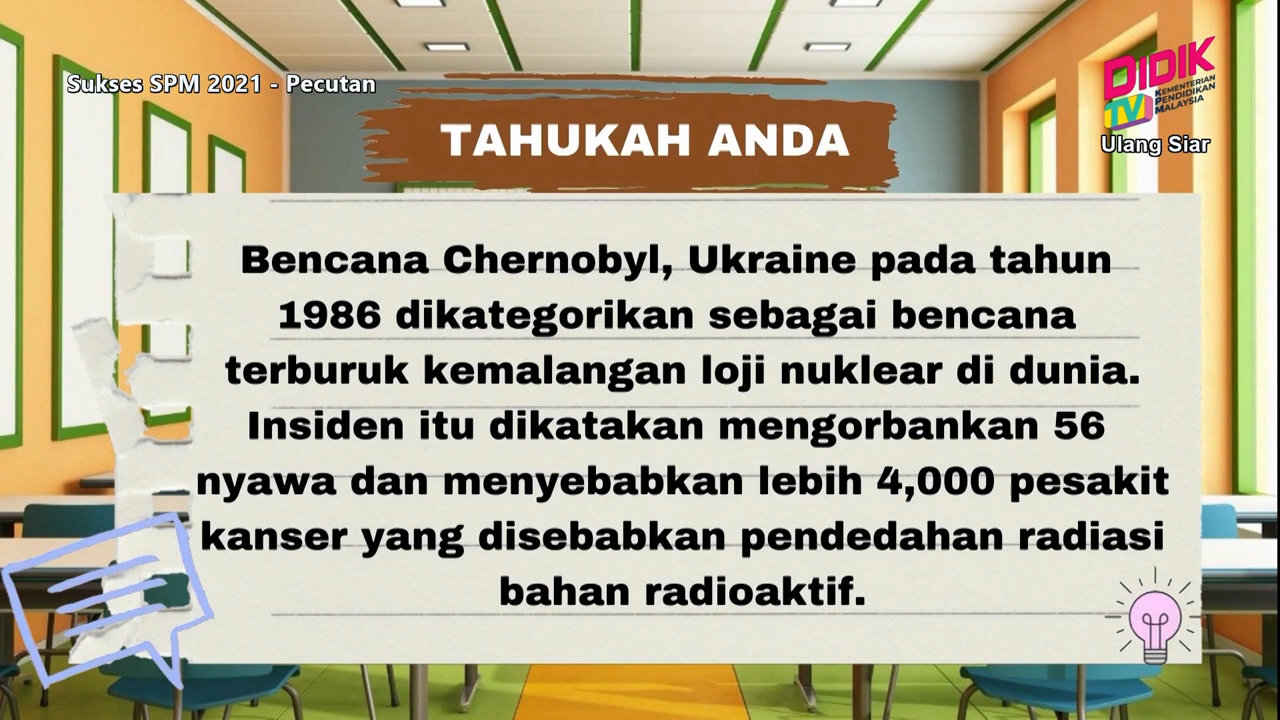 Sukses SPM 2021 - Pecutan
DIDIK
TV
KEMENTERIAN
PENDIDIKAN
MALAYSIA
Ulang Siar
TAHUKAH ANDA
Bencana Chernobyl, Ukraine pada tahun
1986 dikategorikan sebagai bencana
terburuk kemalangan loji nuklear di dunia.
Insiden itu dikatakan mengorbankan 56
nyawa dan menyebabkan lebih 4,000 pesakit
kanser yang disebabkan pendedahan radiasi
bahan radioaktif.